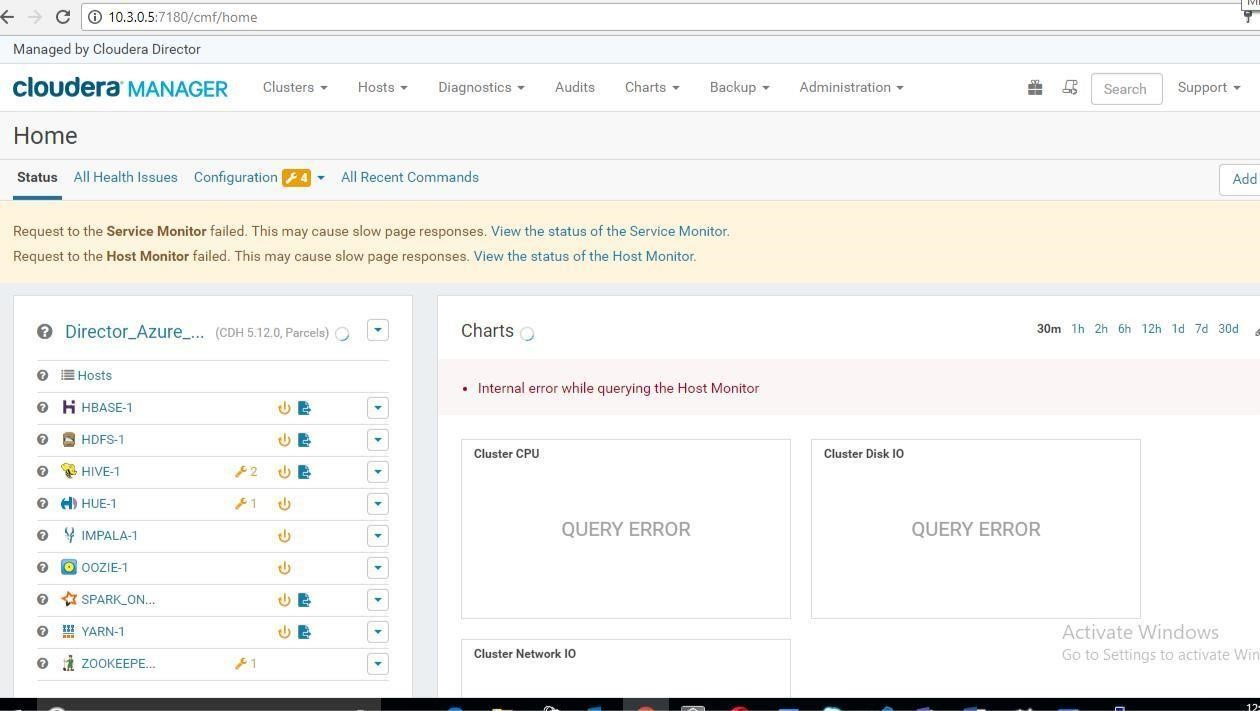 10.3.0.5:7180/cmf/home
Managed by Cloudera Director
cloudera MANAGER Clusters Hosts Diagnostics Audits Charts Backup Administration Search Support
Home
Status All Health Issues Configuration 4 All Recent Commands Add
Request to the Service Monitor failed. This may cause slow page responses. View the status of the Service Monitor.
Request to the Host Monitor failed. This may cause slow page responses. View the status of the Host Monitor.
Director_Azure_... (CDH 5.12.0, Parcels)
Hosts
HBASE-1
HDFS-1
HIVE-1 2
HUE-1 1
IMPALA-1
OOZIE-1
SPARK_ON...
YARN-1
ZOOKEEPE... 1
Charts 30m 1h 2h 6h 12h 1d 7d 30d
Internal error while querying the Host Monitor
Cluster CPU
QUERY ERROR
Cluster Disk IO
QUERY ERROR
Cluster Network IO
Activate Windows
Go to Settings to activate Win